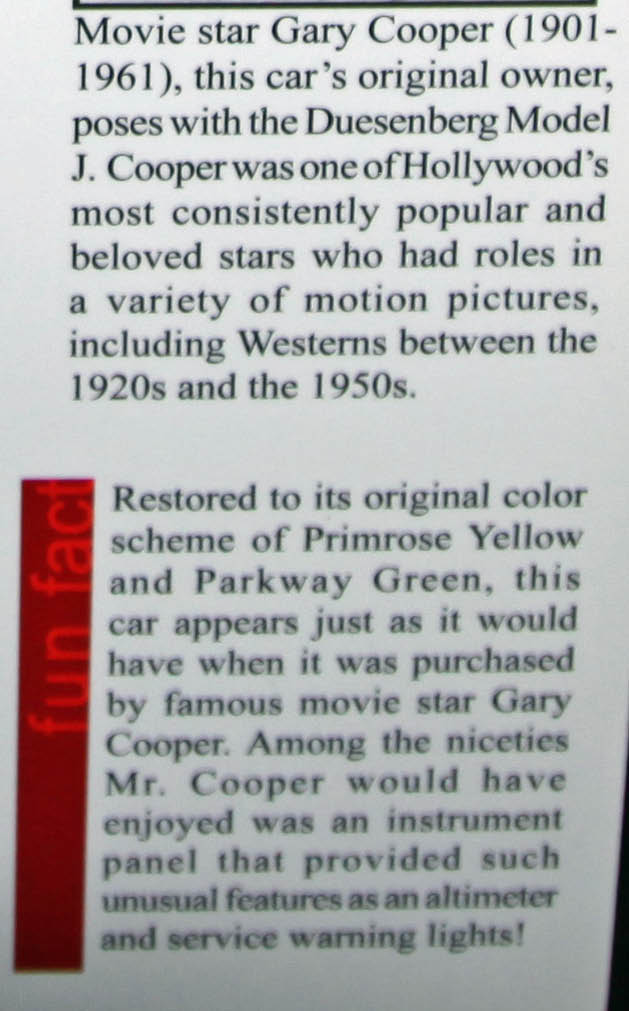 Movie star Gary Cooper (1901-
1961), this car's original owner,
poses with the Duesenberg Model
J. Cooper was one of Hollywood's
most consistently popular and
beloved stars who had roles in
a variety of motion pictures,
including Westerns between the
1920s and the 1950s.
fun fact
Restored to its original color
scheme of Primrose Yellow
and Parkway Green, this
car appears just as it would
have when it was purchased
by famous movie star Gary
Cooper. Among the niceties
Mr. Cooper would have
enjoyed was an instrument
panel that provided such
unusual features as an altimeter
and service warning lights!